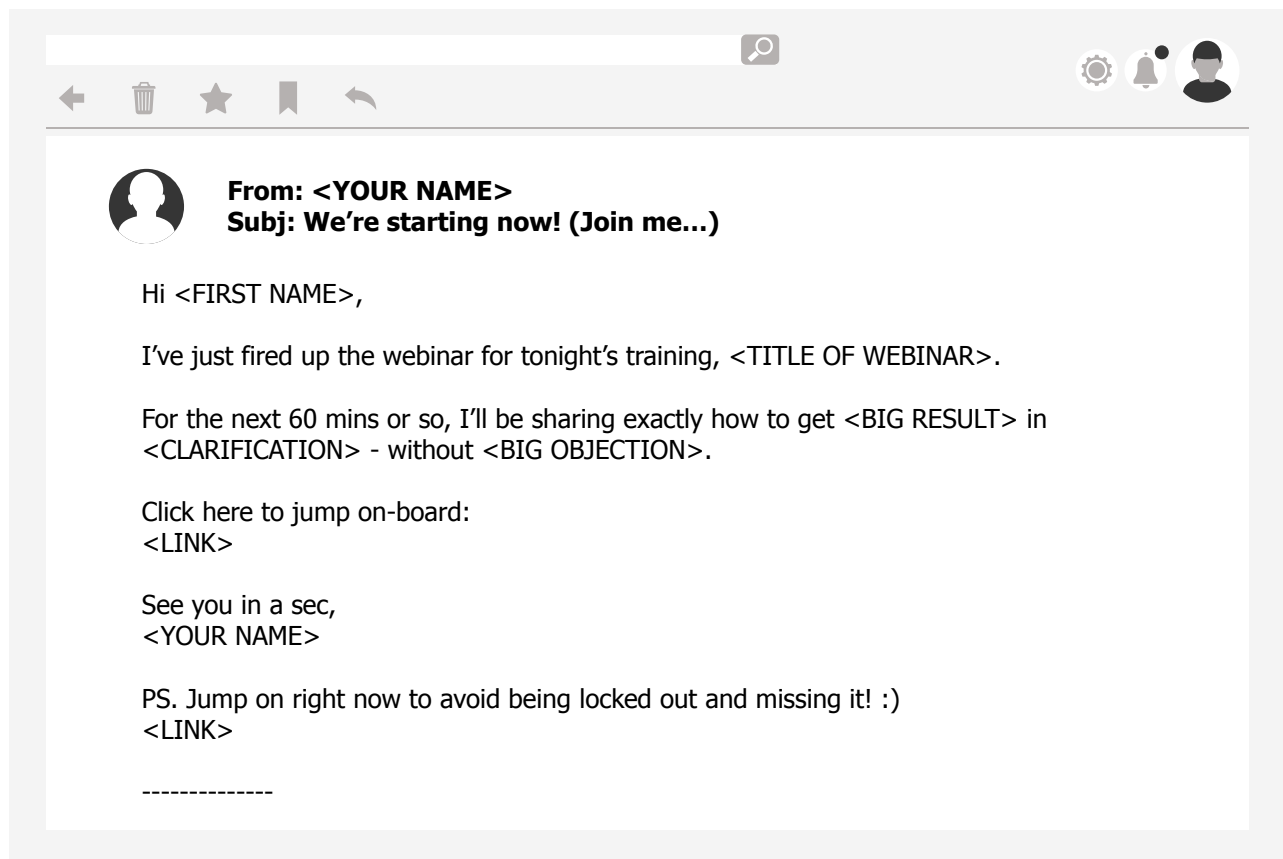 From: <YOUR NAME>
Subj: We’re starting now! (Join me…)
Hi <FIRST NAME>,
I’ve just fired up the webinar for tonight’s training, <TITLE OF WEBINAR>.
For the next 60 mins or so, I’ll be sharing exactly how to get <BIG RESULT> in
<CLARIFICATION> - without <BIG OBJECTION>.
Click here to jump on-board:
<LINK>
See you in a sec,
<YOUR NAME>
PS. Jump on right now to avoid being locked out and missing it! :)
<LINK>
--------------